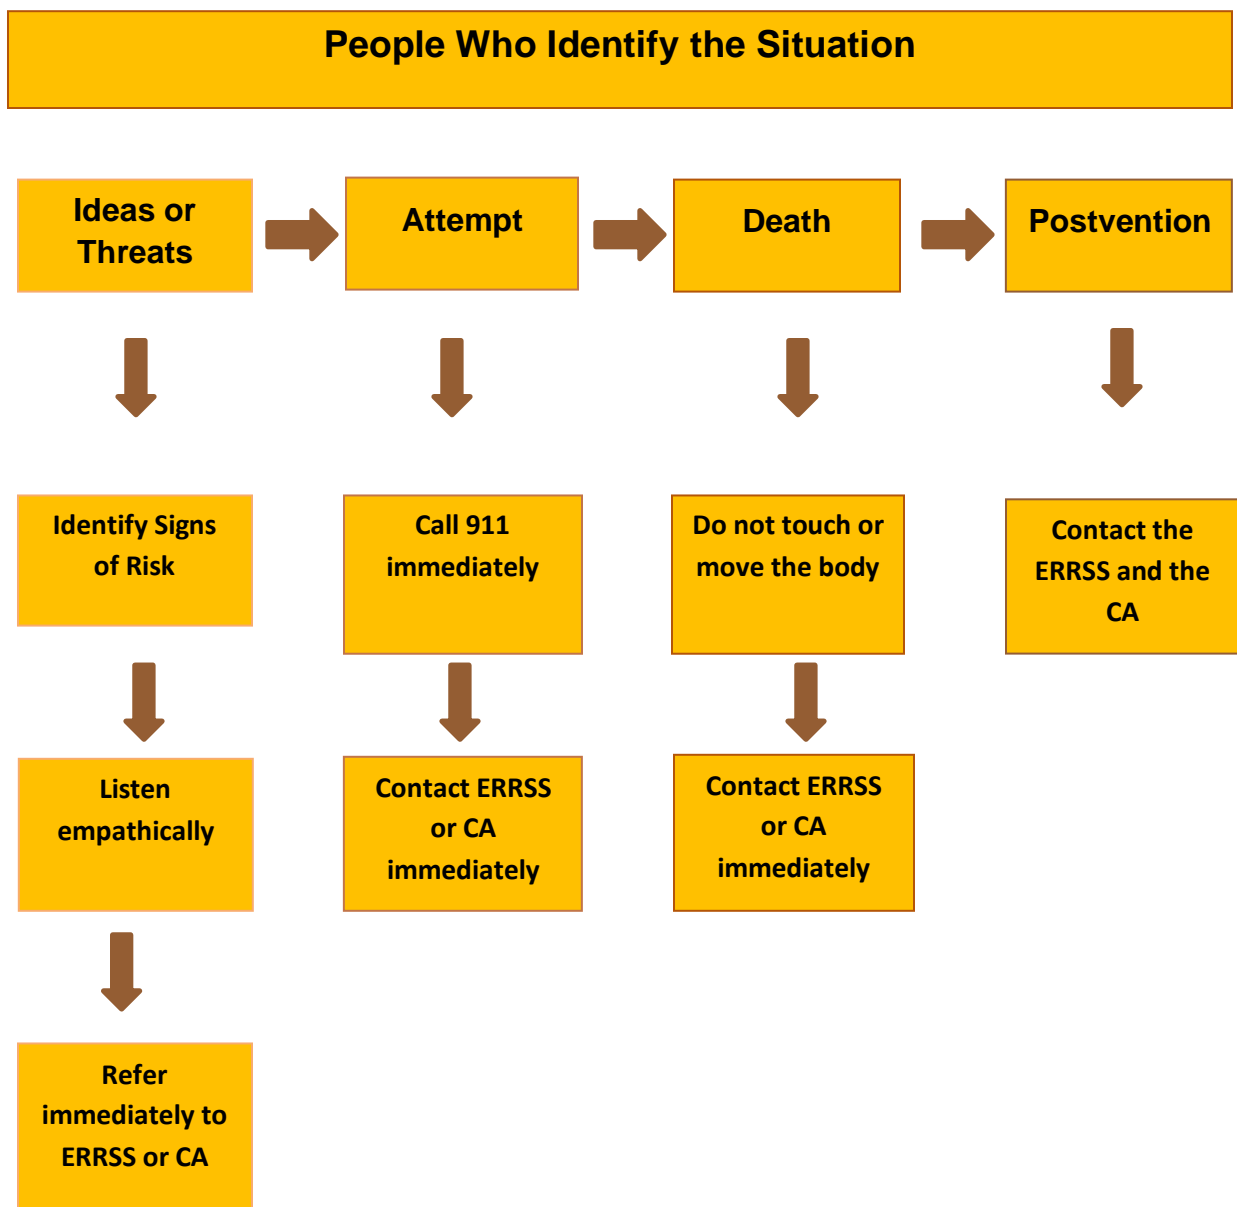 People Who Identify the Situation
Ideas or
Threats
Attempt
Death
Postvention
Identify Signs
of Risk
Call 911
immediately
Do not touch or
move the body
Contact the
ERRSS and the
CA
Listen
empathically
Contact ERRSS
or CA
immediately
Contact ERRSS
or CA
immediately
Refer
immediately to
ERRSS or CA